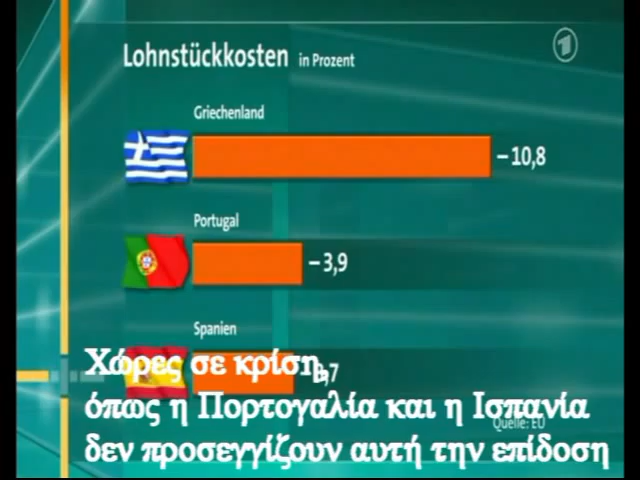 Lohnstückkosten in Prozent
Griechenland
– 10,8
Portugal
– 3,9
Spanien
Χώρες σε κρίση,
όπως η Πορτογαλία και η Ισπανία
Quelle: EU
δεν προσεγγίζουν αυτή την επίδοση